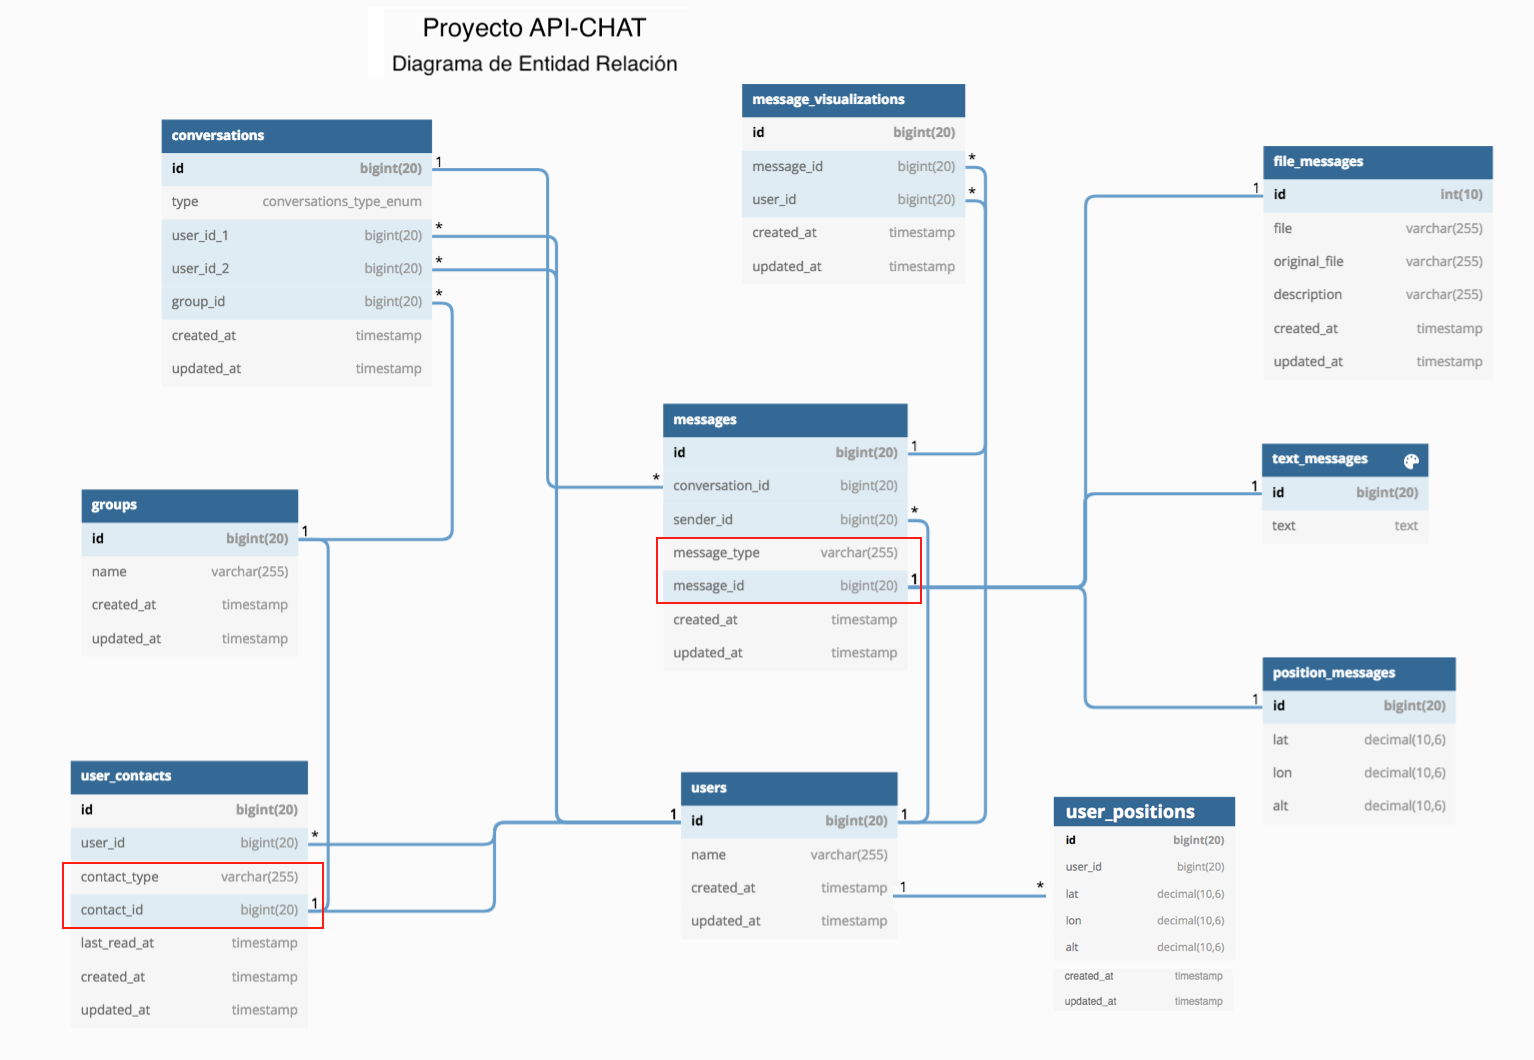 Proyecto API-CHAT
Diagrama de Entidad Relación
conversations
id bigint(20) 1
type conversations_type_enum
user_id_1 bigint(20) *
user_id_2 bigint(20) *
group_id bigint(20) *
created_at timestamp
updated_at timestamp
message_visualizations
id bigint(20)
message_id bigint(20) *
user_id bigint(20) *
created_at timestamp
updated_at timestamp
file_messages
1 id int(10)
file varchar(255)
original_file varchar(255)
description varchar(255)
created_at timestamp
updated_at timestamp
messages
id bigint(20) 1
* conversation_id bigint(20)
sender_id bigint(20) *
message_type varchar(255)
message_id bigint(20) 1
created_at timestamp
updated_at timestamp
text_messages
1 id bigint(20)
text text
groups
id bigint(20) 1
name varchar(255)
created_at timestamp
updated_at timestamp
position_messages
1 id bigint(20)
lat decimal(10,6)
lon decimal(10,6)
alt decimal(10,6)
user_contacts
id bigint(20)
user_id bigint(20) *
contact_type varchar(255)
contact_id bigint(20) 1
last_read_at timestamp
created_at timestamp
updated_at timestamp
users
1 id bigint(20) 1
name varchar(255)
created_at timestamp 1
updated_at timestamp
*
user_positions
id bigint(20)
user_id bigint(20)
lat decimal(10,6)
lon decimal(10,6)
alt decimal(10,6)
created_at timestamp
updated_at timestamp